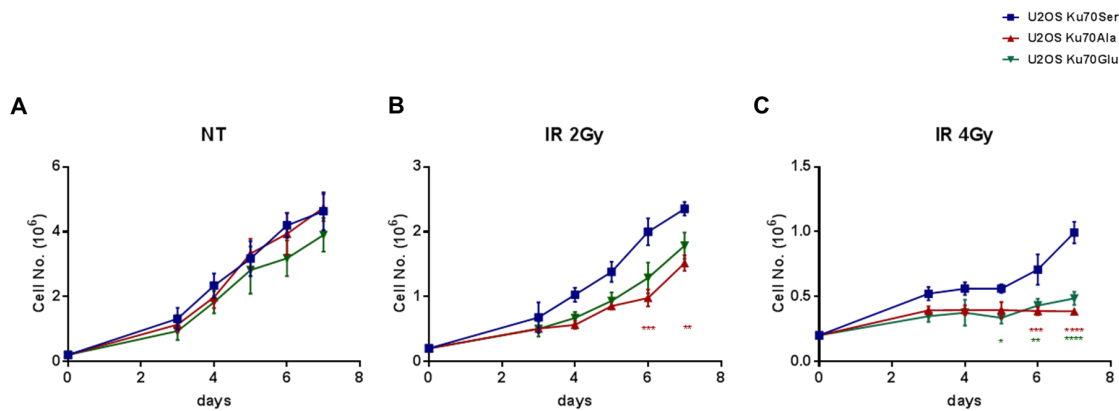 U2OS Ku70Ser
U2OS Ku70Ala
U2OS Ku70Glu
A
B
C
NT
IR 2Gy
IR 4Gy
6
4
2
0
Cell No. (10⁶)
0 2 4 6 8
days
3
2
1
0
Cell No. (10⁶)
*** **
0 2 4 6 8
days
1.5
1.0
0.5
0.0
Cell No. (10⁶)
*** ****
* ** ****
0 2 4 6 8
days